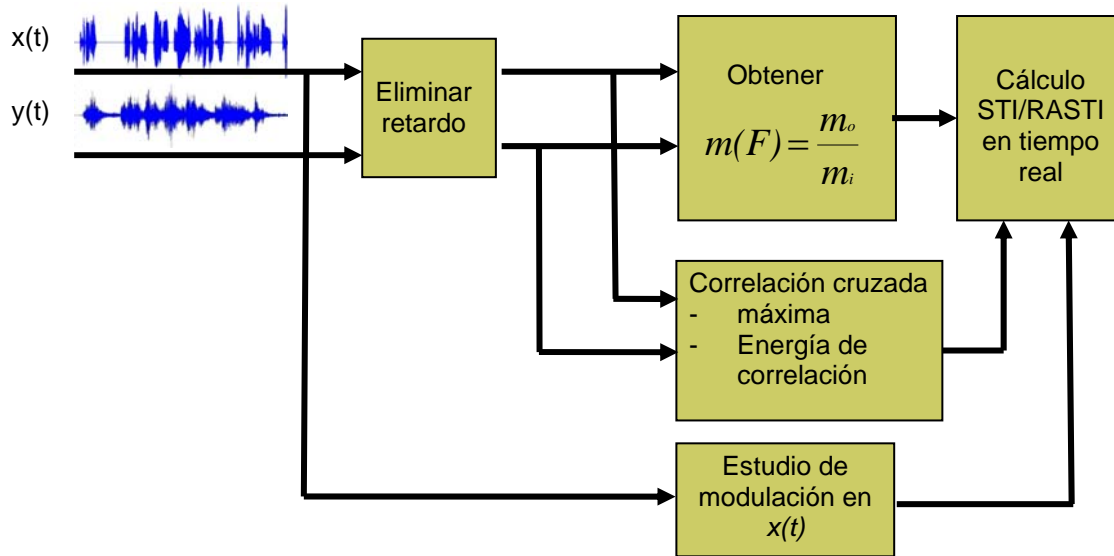 x(t)
y(t)
Eliminar
retardo
Obtener
m(F) = mo / mi
Cálculo
STI/RASTI
en tiempo
real
Correlación cruzada
- máxima
- Energía de
correlación
Estudio de
modulación en
x(t)